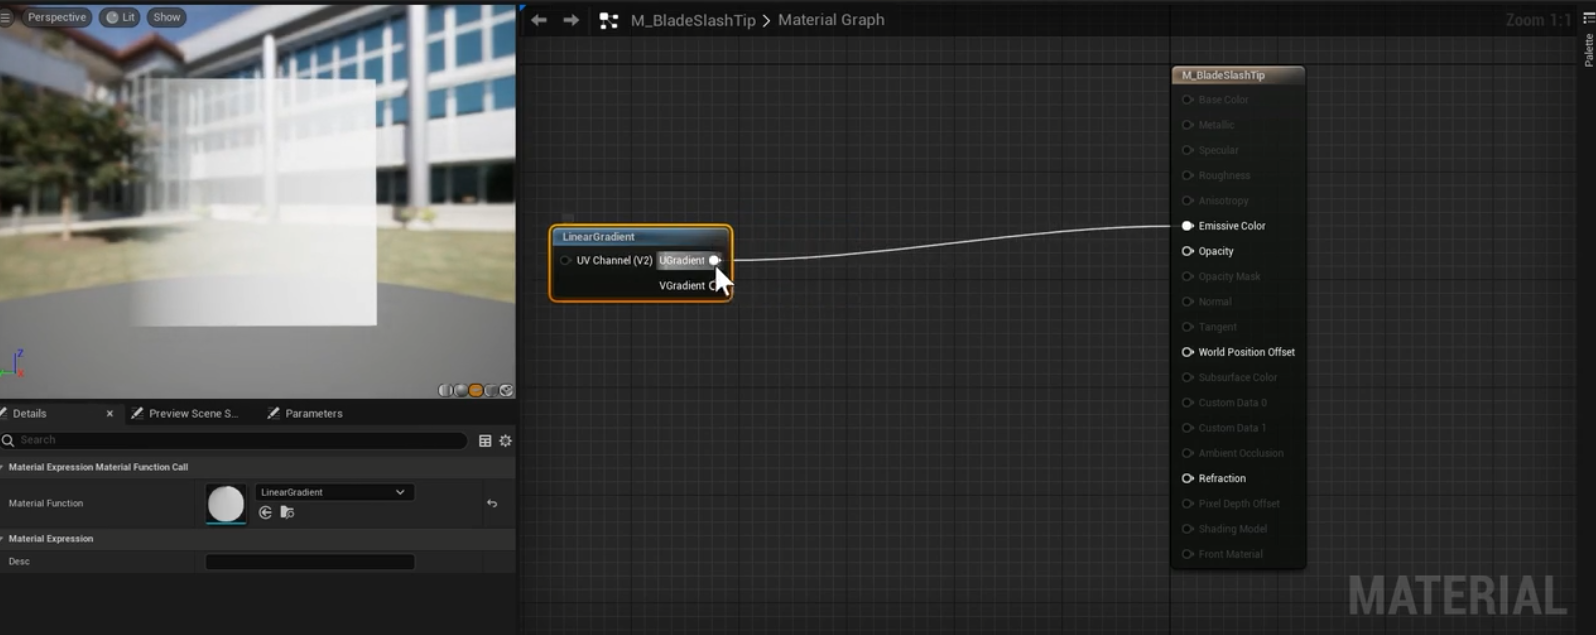 Perspective
Lit
Show
M_BladeSlashTip > Material Graph
Zoom 1:1
Palette
M_BladeSlashTip
Base Color
Metallic
Specular
Roughness
Anisotropy
Emissive Color
Opacity
Opacity Mask
Normal
Tangent
World Position Offset
Subsurface Color
Custom Data 0
Custom Data 1
Ambient Occlusion
Refraction
Pixel Depth Offset
Shading Model
Front Material
LinearGradient
UV Channel (V2) UGradient
VGradient
Z
Details
Preview Scene S...
Parameters
Search
Material Expression Material Function Call
Material Function
LinearGradient
Material Expression
Desc
MATERIAL